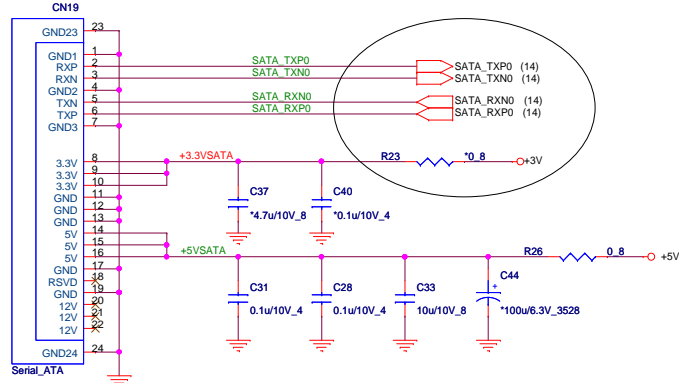 CN19
GND23 23
GND1 1
RXP 2 SATA_TXP0 SATA_TXP0 (14)
RXN 3 SATA_TXN0 SATA_TXN0 (14)
GND2 4
TXN 5 SATA_RXN0 SATA_RXN0 (14)
TXP 6 SATA_RXP0 SATA_RXP0 (14)
GND3 7
3.3V 8 +3.3VSATA R23 *0_8 +3V
3.3V 9
3.3V 10
GND 11 C37 C40
GND 12
GND 13 *4.7u/10V_8 *0.1u/10V_4
5V 14
5V 15
5V 16 +5VSATA R26 0_8 +5V
GND 17
RSVD 18 C31 C28 C33 C44
GND 19 +
12V 20 0.1u/10V_4 0.1u/10V_4 10u/10V_8 *100u/6.3V_3528
12V 21
12V 22
GND24 24
Serial_ATA